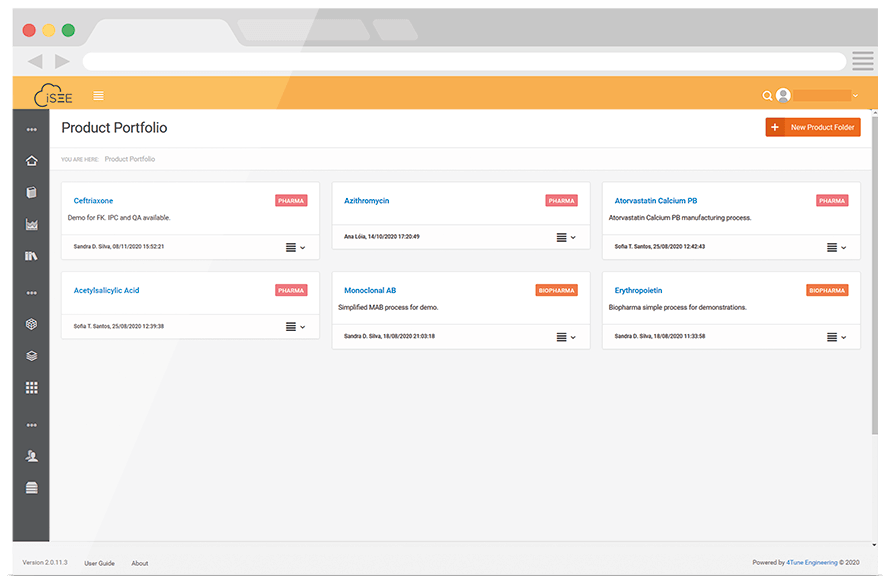 iSEE
Product Portfolio
New Product Folder
YOU ARE HERE: Product Portfolio
Ceftriaxone
PHARMA
Demo for FK. IPC and QA available.
Sandra D. Silva, 08/11/2020 15:52:21
Azithromycin
PHARMA
Ana Lóia, 14/10/2020 17:20:49
Atorvastatin Calcium PB
PHARMA
Atorvastatin Calcium PB manufacturing process.
Sofia T. Santos, 25/08/2020 12:42:43
Acetylsalicylic Acid
PHARMA
Sofia T. Santos, 25/08/2020 12:39:38
Monoclonal AB
BIOPHARMA
Simplified MAB process for demo.
Sandra D. Silva, 18/08/2020 21:03:18
Erythropoietin
BIOPHARMA
Biopharma simple process for demonstrations.
Sandra D. Silva, 18/08/2020 11:33:58
Version 2.0.11.3 User Guide About
Powered by 4Tune Engineering © 2020